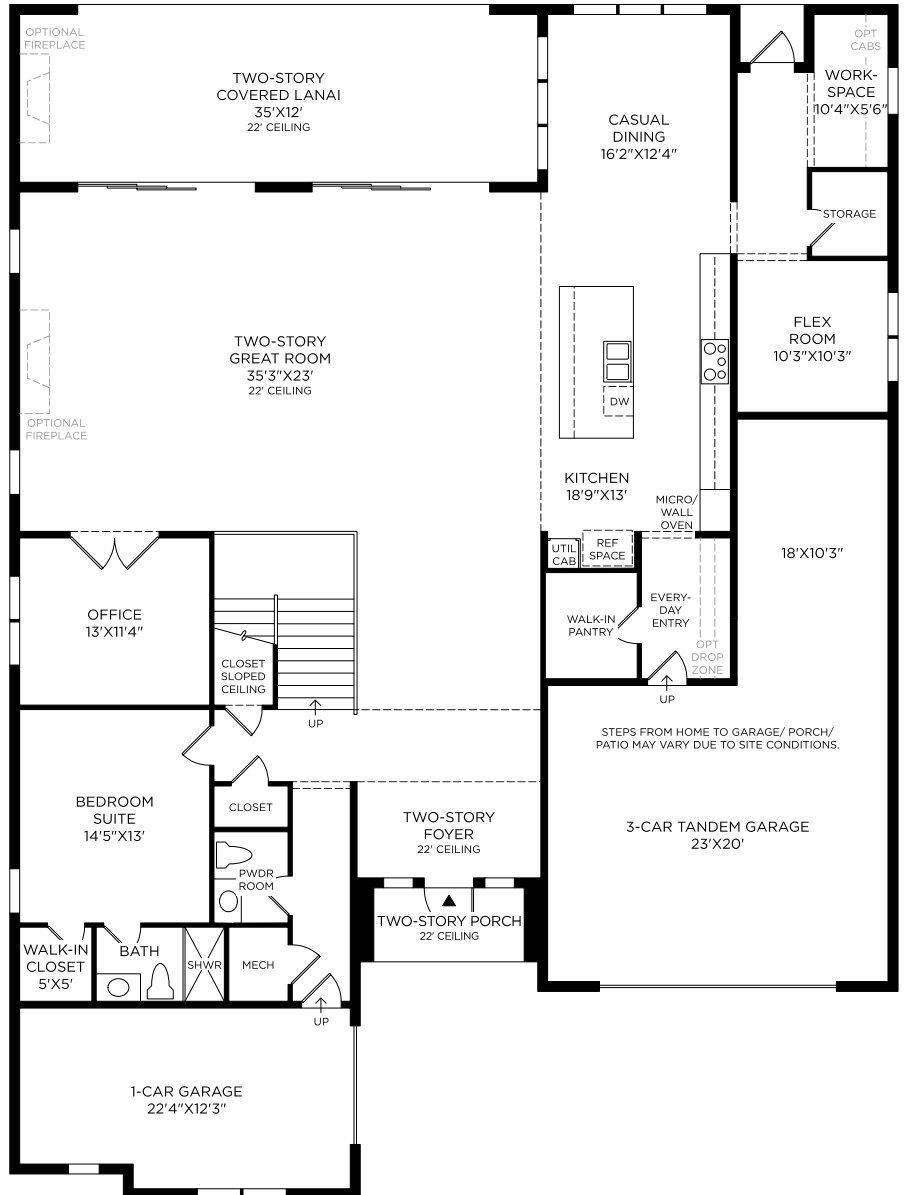 OPTIONAL
FIREPLACE
TWO-STORY
COVERED LANAI
35'X12'
22' CEILING
CASUAL
DINING
16'2"X12'4"
OPT
CABS
WORK-
SPACE
10'4"X5'6"
STORAGE
FLEX
ROOM
10'3"X10'3"
TWO-STORY
GREAT ROOM
35'3"X23'
22' CEILING
OPTIONAL
FIREPLACE
DW
KITCHEN
18'9"X13'
MICRO/
WALL
OVEN
UTIL
CAB
REF
SPACE
18'X10'3"
OFFICE
13'X11'4"
WALK-IN
PANTRY
EVERY-
DAY
ENTRY
OPT
DROP
ZONE
UP
CLOSET
SLOPED
CEILING
UP
STEPS FROM HOME TO GARAGE/ PORCH/
PATIO MAY VARY DUE TO SITE CONDITIONS.
BEDROOM
SUITE
14'5"X13'
CLOSET
TWO-STORY
FOYER
22' CEILING
3-CAR TANDEM GARAGE
23'X20'
PWDR
ROOM
TWO-STORY PORCH
22' CEILING
WALK-IN
CLOSET
5'X5'
BATH
SHWR
MECH
UP
1-CAR GARAGE
22'4"X12'3"